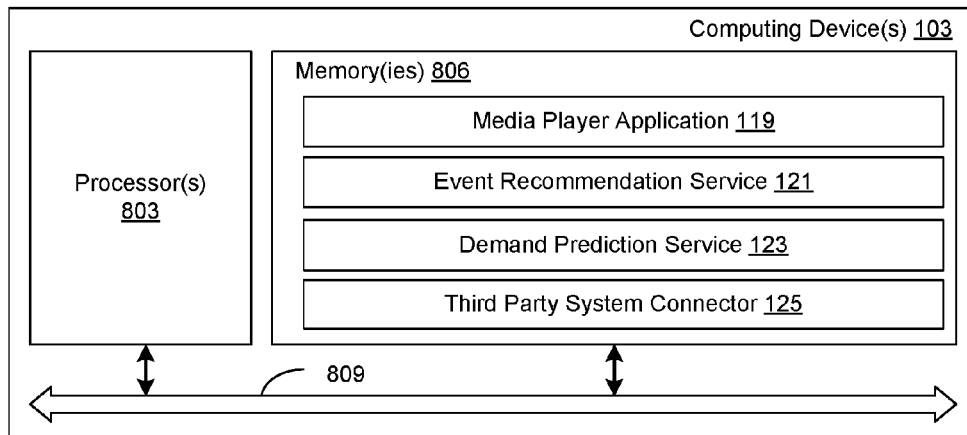 Computing Device(s) 103
Memory(ies) 806
Media Player Application 119
Event Recommendation Service 121
Processor(s)
803
Demand Prediction Service 123
Third Party System Connector 125
809